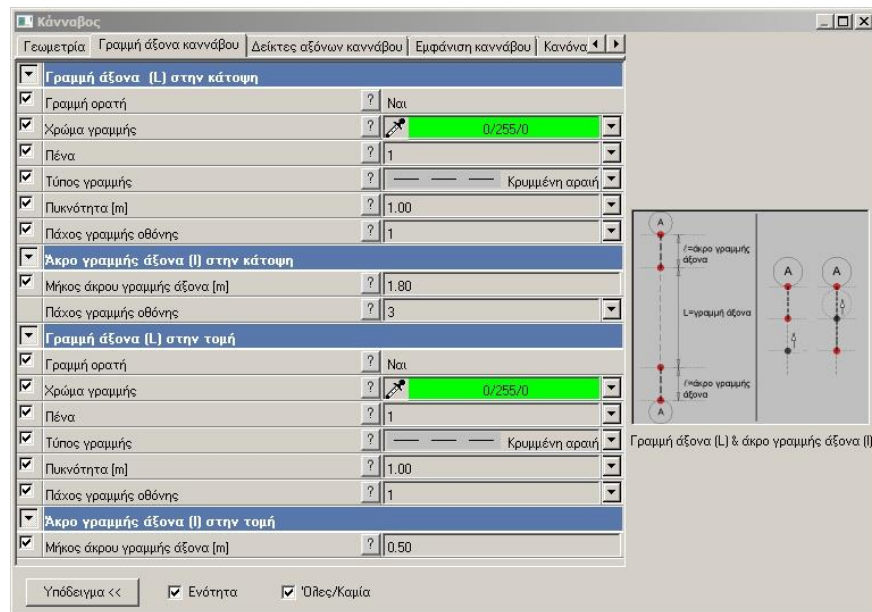 Κάνναβος
Γεωμετρία Γραμμή άξονα καννάβου Δείκτες αξόνων καννάβου Εμφάνιση καννάβου Κανόνα
Γραμμή άξονα (L) στην κάτοψη
Γραμμή ορατή ? Ναι
Χρώμα γραμμής ? 0/255/0
Πένα ? 1
Τύπος γραμμής ? Κρυμμένη αραιή
Πυκνότητα [m] ? 1.00
Πάχος γραμμής οθόνης ? 1
Άκρο γραμμής άξονα (l) στην κάτοψη
Μήκος άκρου γραμμής άξονα [m] ? 1.80
Πάχος γραμμής οθόνης ? 3
Γραμμή άξονα (L) στην τομή
Γραμμή ορατή ? Ναι
Χρώμα γραμμής ? 0/255/0
Πένα ? 1
Τύπος γραμμής ? Κρυμμένη αραιή
Πυκνότητα [m] ? 1.00
Πάχος γραμμής οθόνης ? 1
Άκρο γραμμής άξονα (l) στην τομή
Μήκος άκρου γραμμής άξονα [m] ? 0.50
A
l=άκρο γραμμής
άξονα
A A
L=γραμμή άξονα
l=άκρο γραμμής
άξονα
A
Γραμμή άξονα (L) & άκρο γραμμής άξονα (l)
Υπόδειγμα << Ενότητα 'Όλες/Καμία